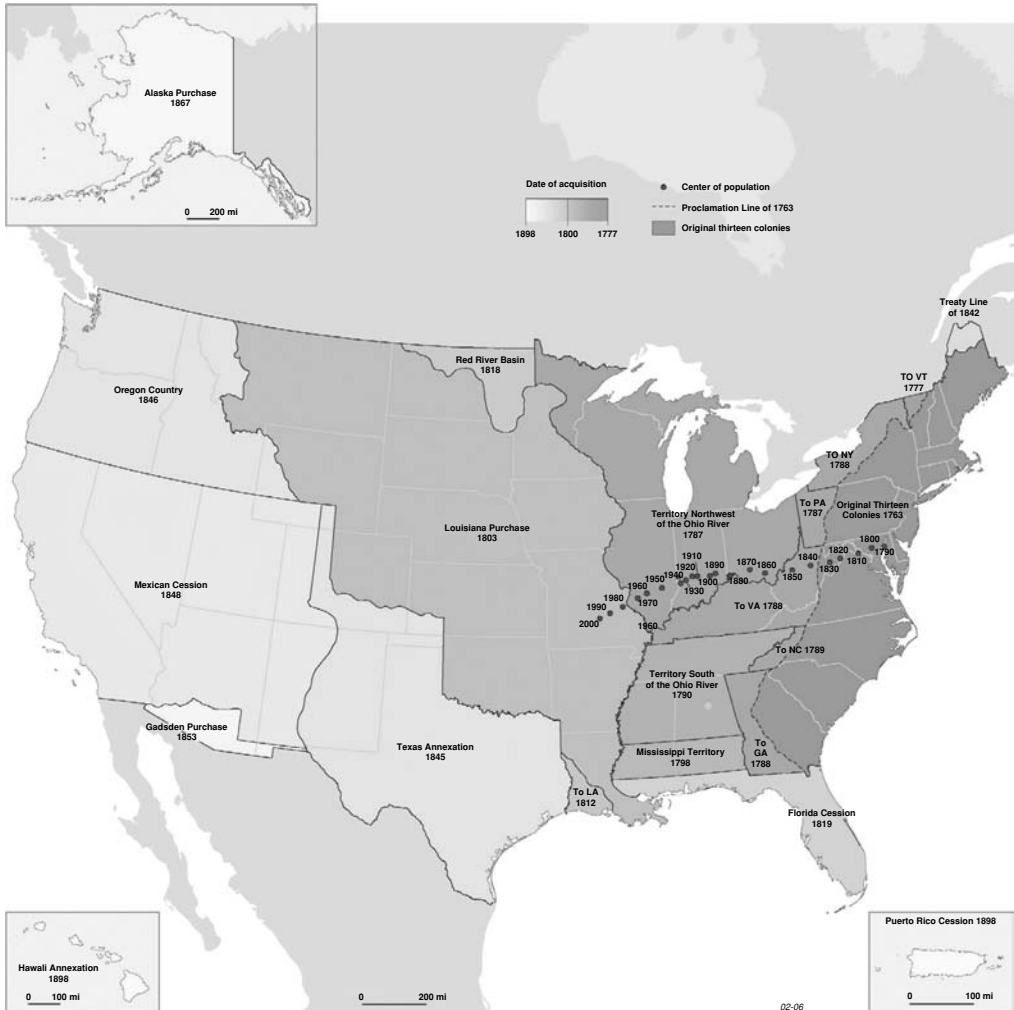 Alaska Purchase
1867
0 200 mi
Date of acquisition
1898 1800 1777
Center of population
Proclamation Line of 1763
Original thirteen colonies
Treaty Line
of 1842
Red River Basin
1818
TO VT
1777
Oregon Country
1846
TO NY
1788
To PA
1787
Original Thirteen
Colonies 1763
Territory Northwest
of the Ohio River
1787
Louisiana Purchase
1803
1800
1790
1820
1810
1840
1830
1850
1870
1860
1890
1880
1910
1920
1900
1940
1930
1950
1960
1970
1980
1990
2000
1960
Mexican Cession
1848
To VA 1788
To NC 1789
Territory South
of the Ohio River
1790
Gadsden Purchase
1853
Texas Annexation
1845
Mississippi Territory
1798
To
GA
1788
To LA
1812
Florida Cession
1819
Hawali Annexation
1898
0 100 mi
0 200 mi
Puerto Rico Cession 1898
0 100 mi
02-06